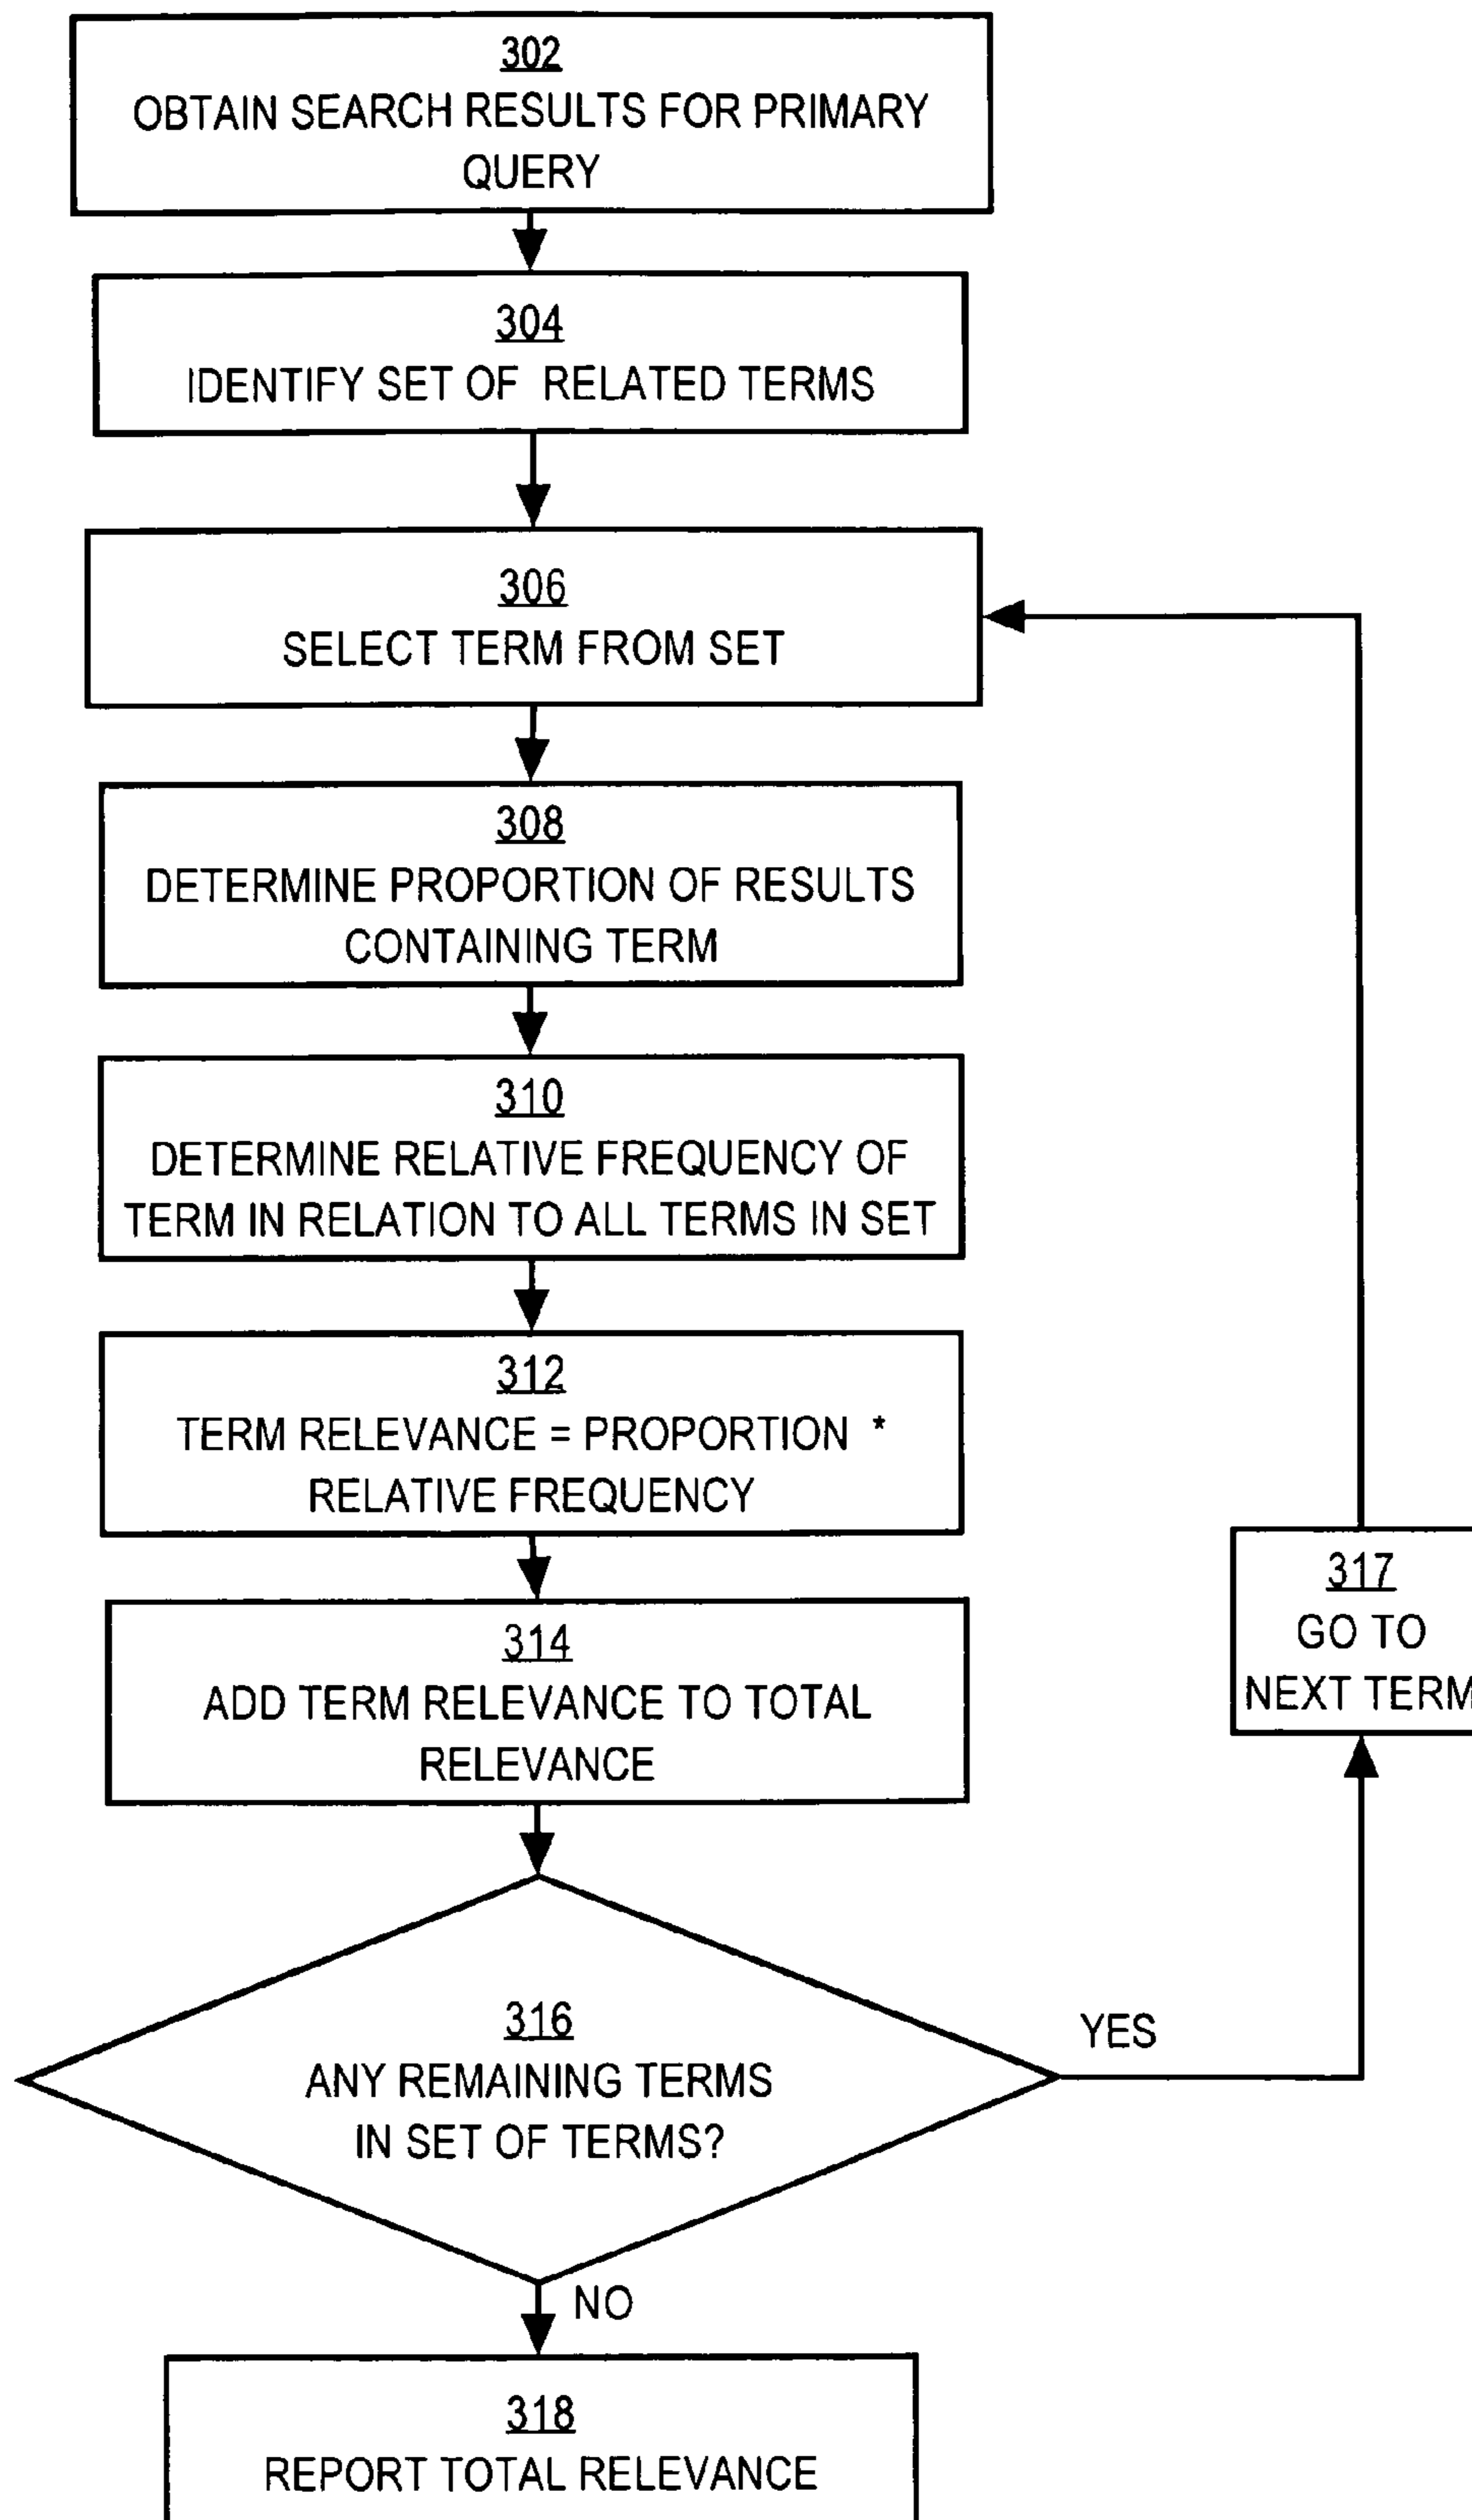 302
OBTAIN SEARCH RESULTS FOR PRIMARY
QUERY
304
IDENTIFY SET OF RELATED TERMS
306
SELECT TERM FROM SET
308
DETERMINE PROPORTION OF RESULTS
CONTAINING TERM
310
DETERMINE RELATIVE FREQUENCY OF
TERM IN RELATION TO ALL TERMS IN SET
312
TERM RELEVANCE = PROPORTION *
RELATIVE FREQUENCY
314
ADD TERM RELEVANCE TO TOTAL
RELEVANCE
317
GO TO
NEXT TERM
316
ANY REMAINING TERMS
IN SET OF TERMS?
YES
NO
318
REPORT TOTAL RELEVANCE